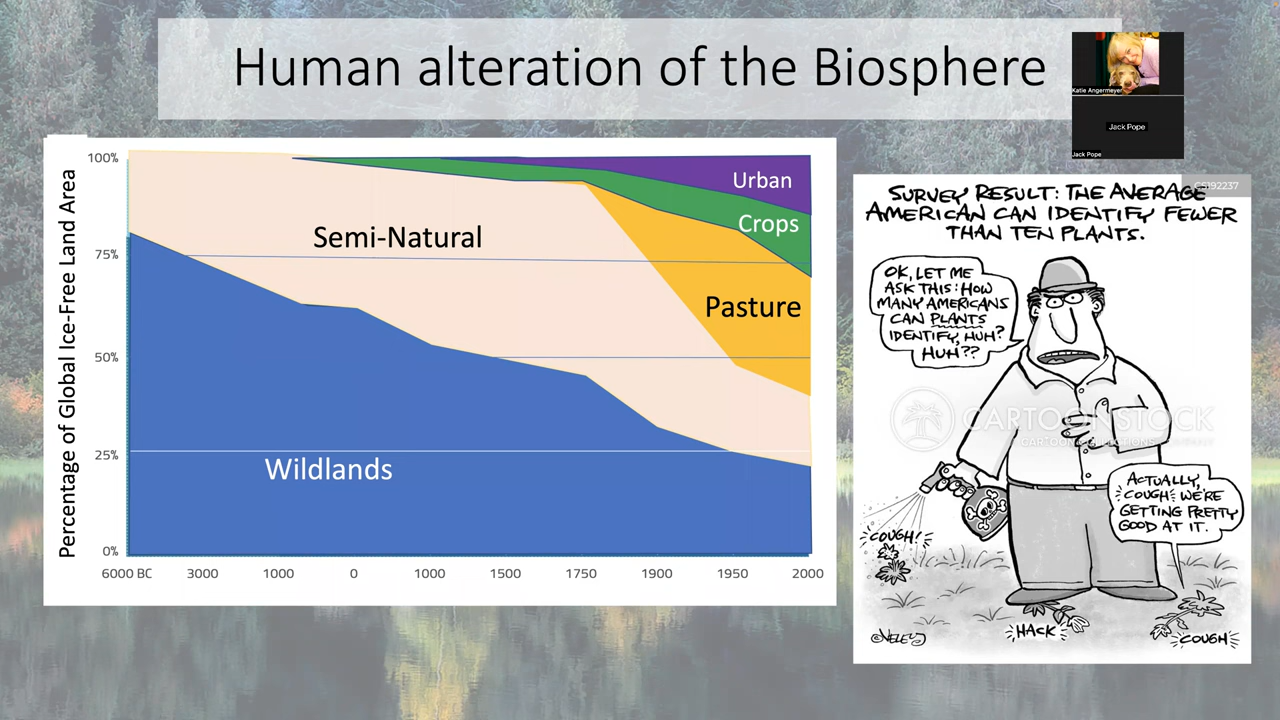 Human alteration of the Biosphere
Katie Angermeyer
Jack Pope
Jack Pope
Percentage of Global Ice-Free Land Area
100%
75%
50%
25%
0%
6000 BC
3000
1000
0
1000
1500
1750
1900
1950
2000
Urban
Crops
Semi-Natural
Pasture
Wildlands
CS192237
SURVEY RESULT: THE AVERAGE
AMERICAN CAN IDENTIFY FEWER
THAN TEN PLANTS.
OK, LET ME
ASK THIS: HOW
MANY AMERICANS
CAN PLANTS
IDENTIFY, HUH?
HUH??
CARTOONSTOCK
ACTUALLY,
COUGH WE'RE
GETTING PRETTY
GOOD AT IT.
COUGH!
HACK
COUGH
©VELEY